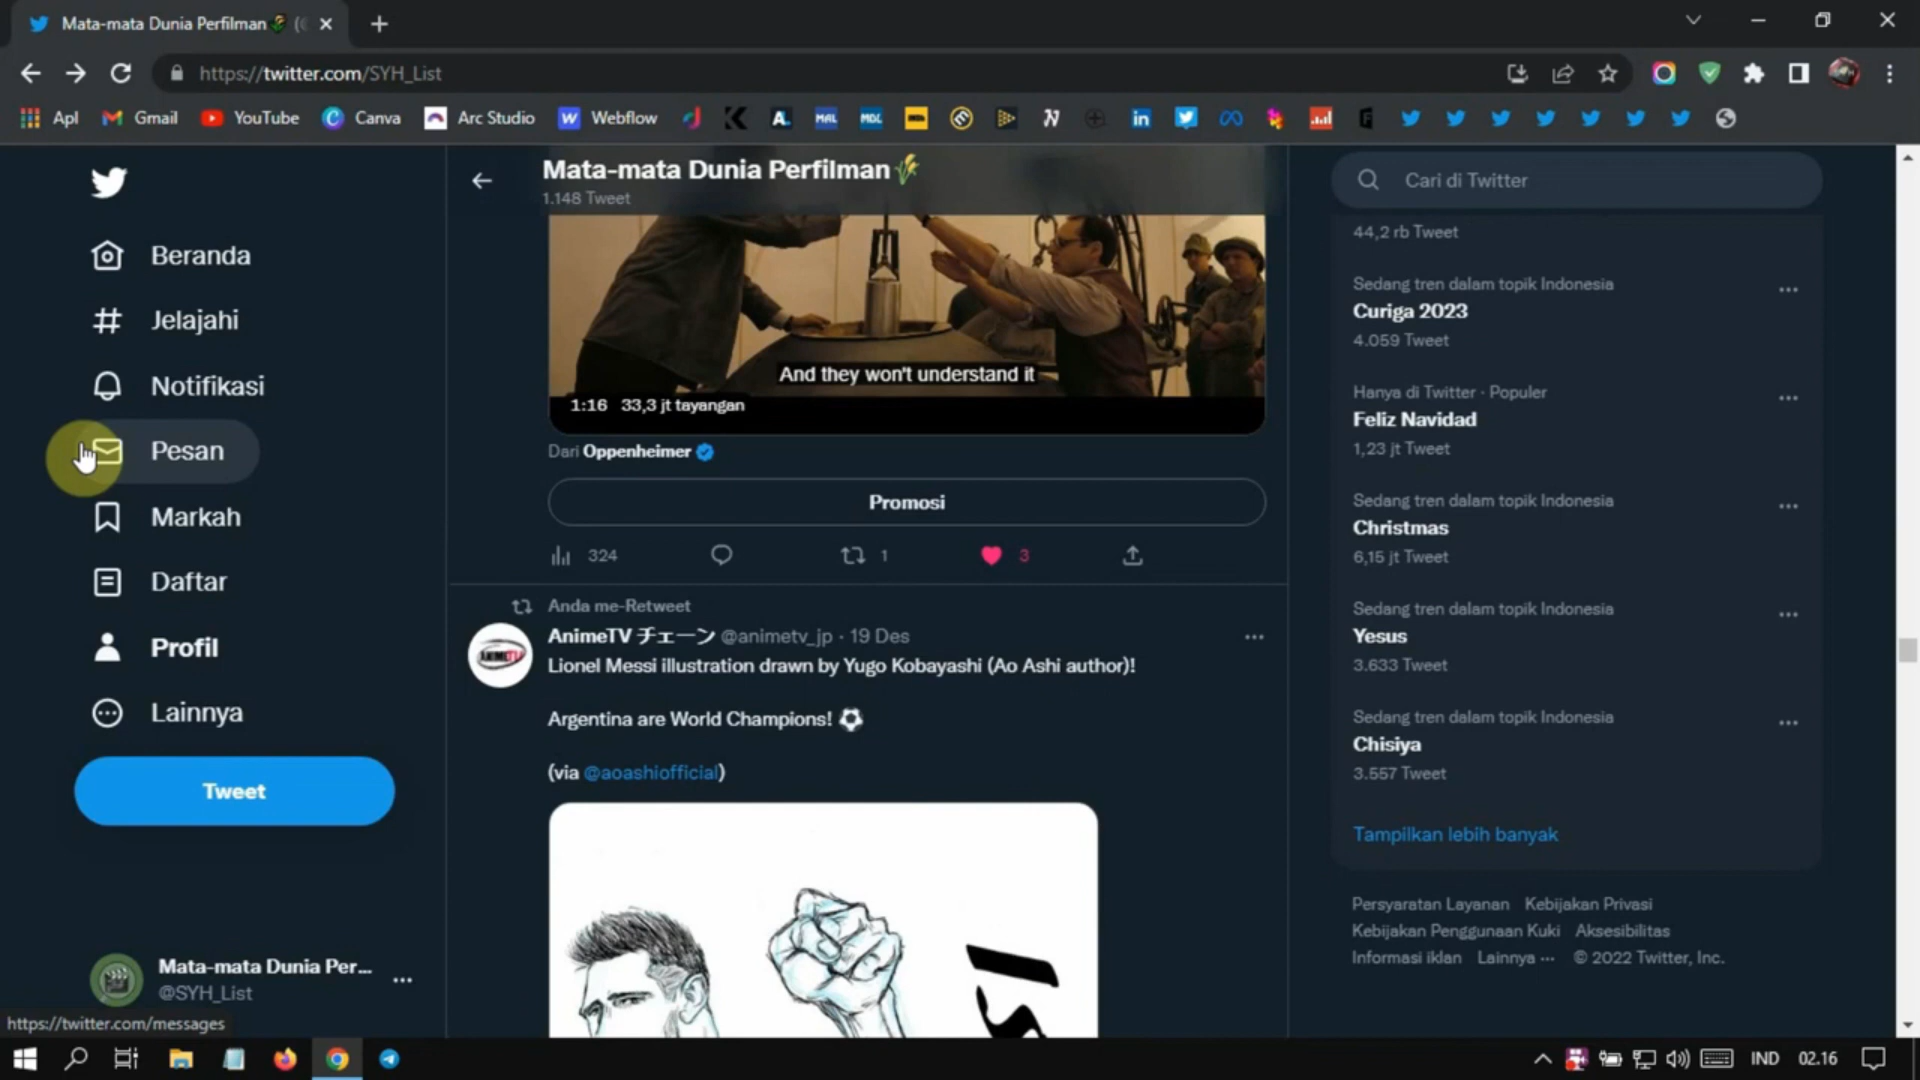 Mata-mata Dunia Perfilman
https://twitter.com/SYH_List
Apl
Gmail
YouTube
Canva
Arc Studio
Webflow
Beranda
Jelajahi
Notifikasi
Pesan
Markah
Daftar
Profil
Lainnya
Tweet
Mata-mata Dunia Per...
@SYH_List
https://twitter.com/messages
Mata-mata Dunia Perfilman
1.148 Tweet
And they won't understand it
1:16 33,3 jt tayangan
Dari Oppenheimer
Promosi
324
1
3
Anda me-Retweet
AnimeTV チェーン @animetv_jp · 19 Des
Lionel Messi illustration drawn by Yugo Kobayashi (Ao Ashi author)!
Argentina are World Champions! ⚽
(via @aoashiofficial)
Cari di Twitter
44,2 rb Tweet
Sedang tren dalam topik Indonesia
Curiga 2023
4.059 Tweet
Hanya di Twitter · Populer
Feliz Navidad
1,23 jt Tweet
Sedang tren dalam topik Indonesia
Christmas
6,15 jt Tweet
Sedang tren dalam topik Indonesia
Yesus
3.633 Tweet
Sedang tren dalam topik Indonesia
Chisiya
3.557 Tweet
Tampilkan lebih banyak
Persyaratan Layanan Kebijakan Privasi
Kebijakan Penggunaan Kuki Aksesibilitas
Informasi iklan Lainnya ··· © 2022 Twitter, Inc.
IND 02.16